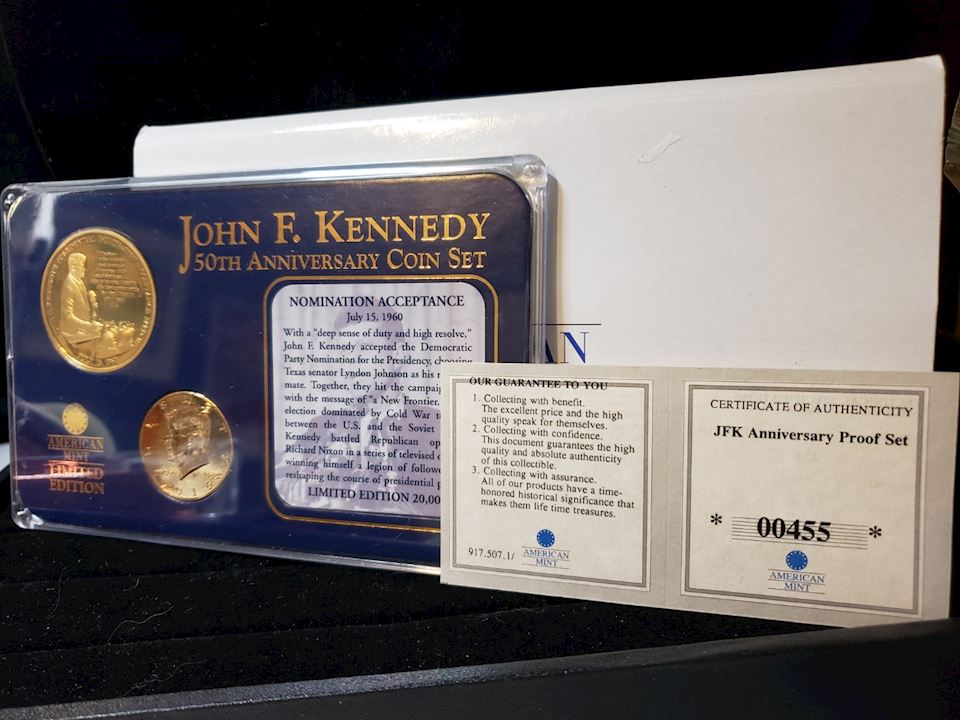 JOHN F. KENNEDY
50TH ANNIVERSARY COIN SET
NOMINATION ACCEPTANCE
July 15, 1960
With a "deep sense of duty and high resolve,"
John F. Kennedy accepted the Democratic
Party Nomination for the Presidency, choosing
Texas senator Lyndon Johnson as his
mate. Together, they hit the
with the message of "a New Frontier.
election dominated by Cold War
between the U.S. and the Soviet
Kennedy battled Republican
Richard Nixon in a series of televised
winning himself a legion of
reshaping the course of presidential
LIMITED EDITION
AMERICAN
MINT
LIMITED
EDITION
AN
OUR GUARANTEE TO YOU
1. Collecting with benefit.
The excellent price and the high
quality speak for themselves.
2. Collecting with confidence.
This document guarantees the high
quality and absolute authenticity
of this collectible.
3. Collecting with assurance.
All of our products have a time-
honored historical significance that
makes them life time treasures.
917.507.1/
AMERICAN
MINT
CERTIFICATE OF AUTHENTICITY
JFK Anniversary Proof Set
* 00455 *
AMERICAN
MINT